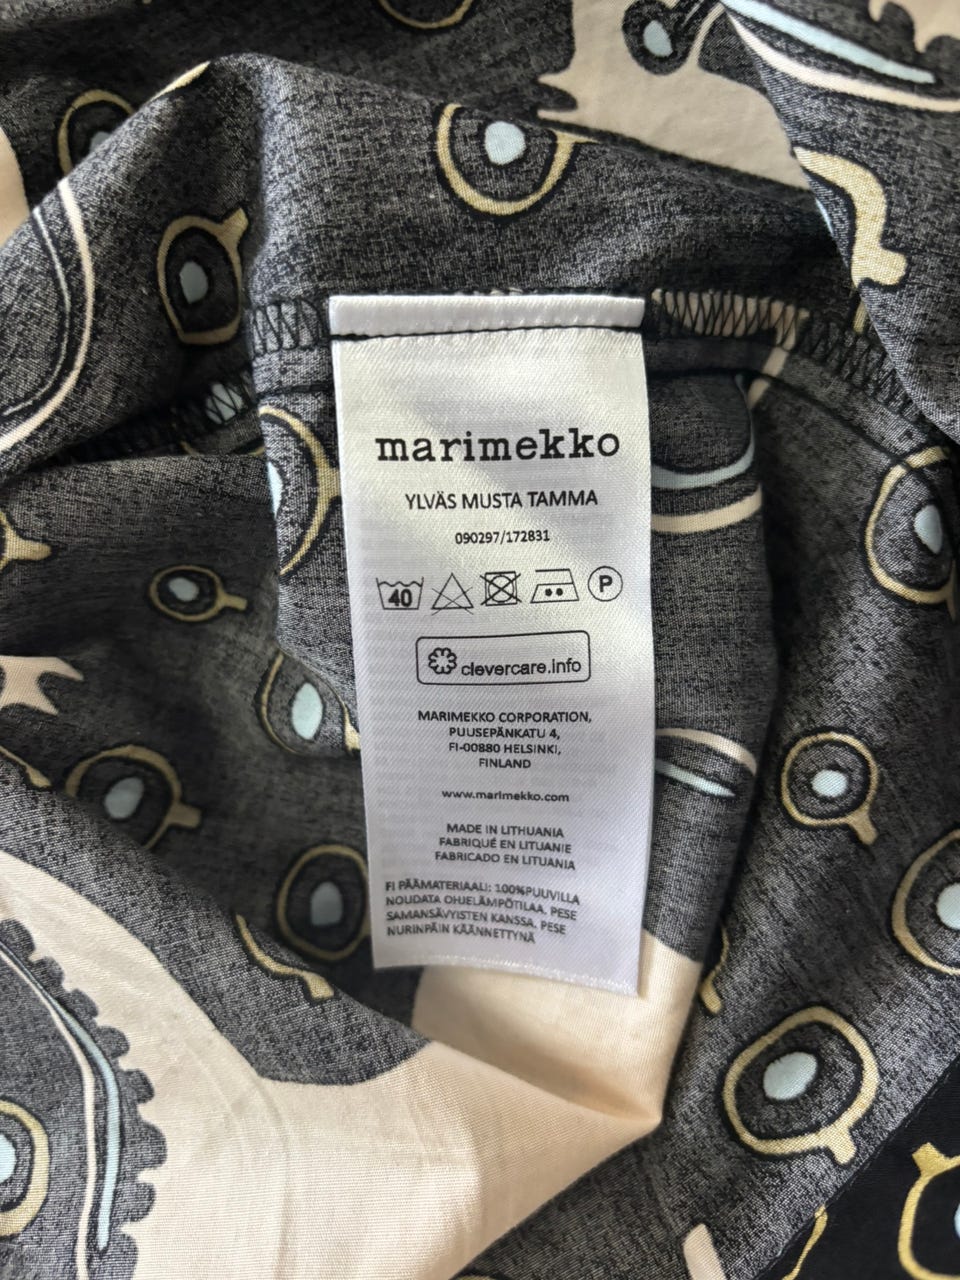 marimekko
YLVÄS MUSTA TAMMA
090297/172831
40 P
clevercare.info
MARIMEKKO CORPORATION,
PUUSEPÄNKATU 4,
FI-00880 HELSINKI,
FINLAND
www.marimekko.com
MADE IN LITHUANIA
FABRIQUÉ EN LITUANIE
FABRICADO EN LITUANIA
FI PÄÄMATERIAALI: 100%PUUVILLA
NOUDATA OHJELÄMPÖTILAA. PESE
SAMANSÄVYISTEN KANSSA. PESE
NURINPÄIN KÄÄNNETTYNÄ